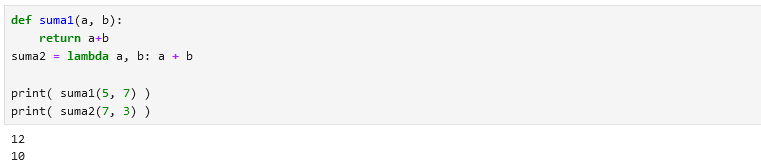 def suma1(a, b):
    return a+b
suma2 = lambda a, b: a + b

print( suma1(5, 7) )
print( suma2(7, 3) )
12
10